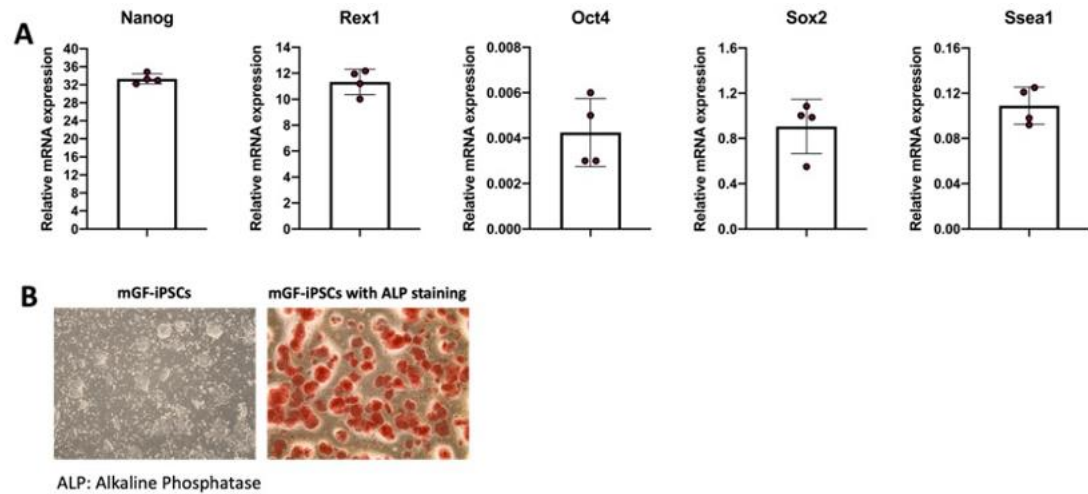 A
Nanog
Relative mRNA expression
40
36
32
28
24
20
16
12
8
4
0
Rex1
Relative mRNA expression
14
12
10
8
6
4
2
0
Oct4
Relative mRNA expression
0.008
0.006
0.004
0.002
0.000
Sox2
Relative mRNA expression
1.6
1.2
0.8
0.4
0.0
Ssea1
Relative mRNA expression
0.16
0.12
0.08
0.04
0.00
B
mGF-iPSCs
mGF-iPSCs with ALP staining
ALP: Alkaline Phosphatase